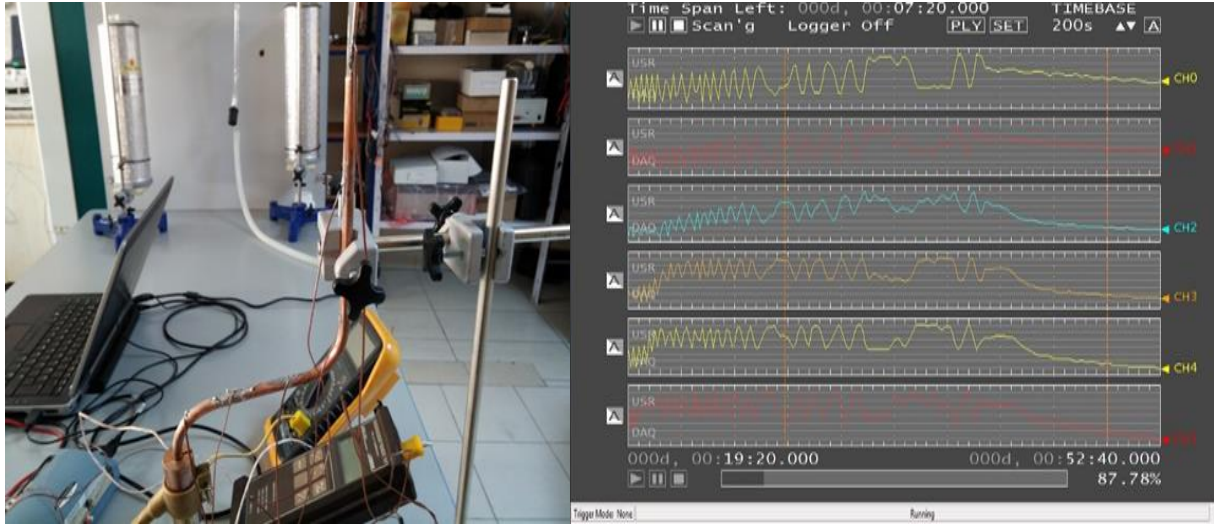 Time Span Left: 000d, 00:07:20.000 TIMEBASE
Scan'g Logger Off PLY SET 200s A
USR
A CH0
USR
A
DAQ
USR
A CH2
DAQ
USR
A CH3
DAQ
USR
A CH4
DAQ
USR
A
DAQ
000d, 00:19:20.000 000d, 00:52:40.000
87.78%
Trigger Mode: None Running